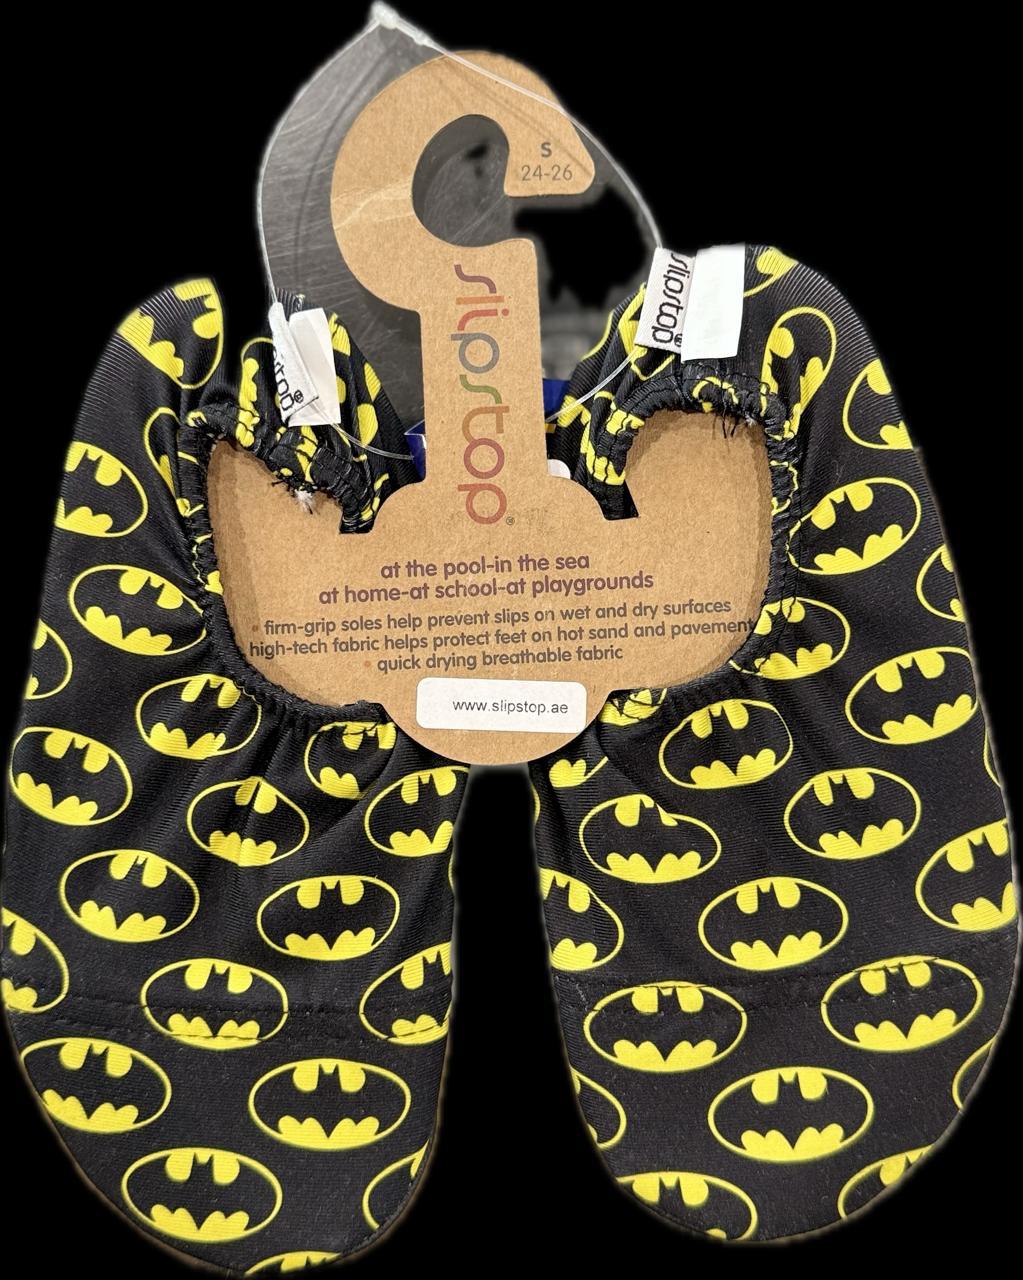 S
24-26
slipstop®
slipstop®
at the pool-in the sea
at home-at school-at playgrounds
• firm-grip soles help prevent slips on wet and dry surfaces
high-tech fabric helps protect feet on hot sand and pavement
• quick drying breathable fabric
www.slipstop.ae